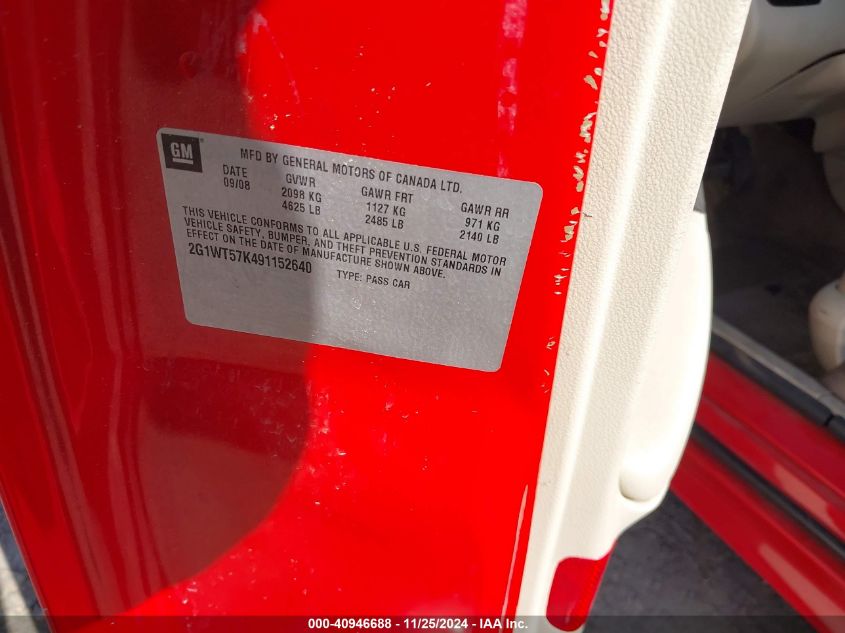 GM
MFD BY GENERAL MOTORS OF CANADA LTD.
DATE GVWR GAWR FRT GAWR RR
09/08 2098 KG 1127 KG 971 KG
4625 LB 2485 LB 2140 LB
THIS VEHICLE CONFORMS TO ALL APPLICABLE U.S. FEDERAL MOTOR
VEHICLE SAFETY, BUMPER, AND THEFT PREVENTION STANDARDS IN
EFFECT ON THE DATE OF MANUFACTURE SHOWN ABOVE.
2G1WT57K491152640 TYPE: PASS CAR
000-40946688 - 11/25/2024 - IAA Inc.